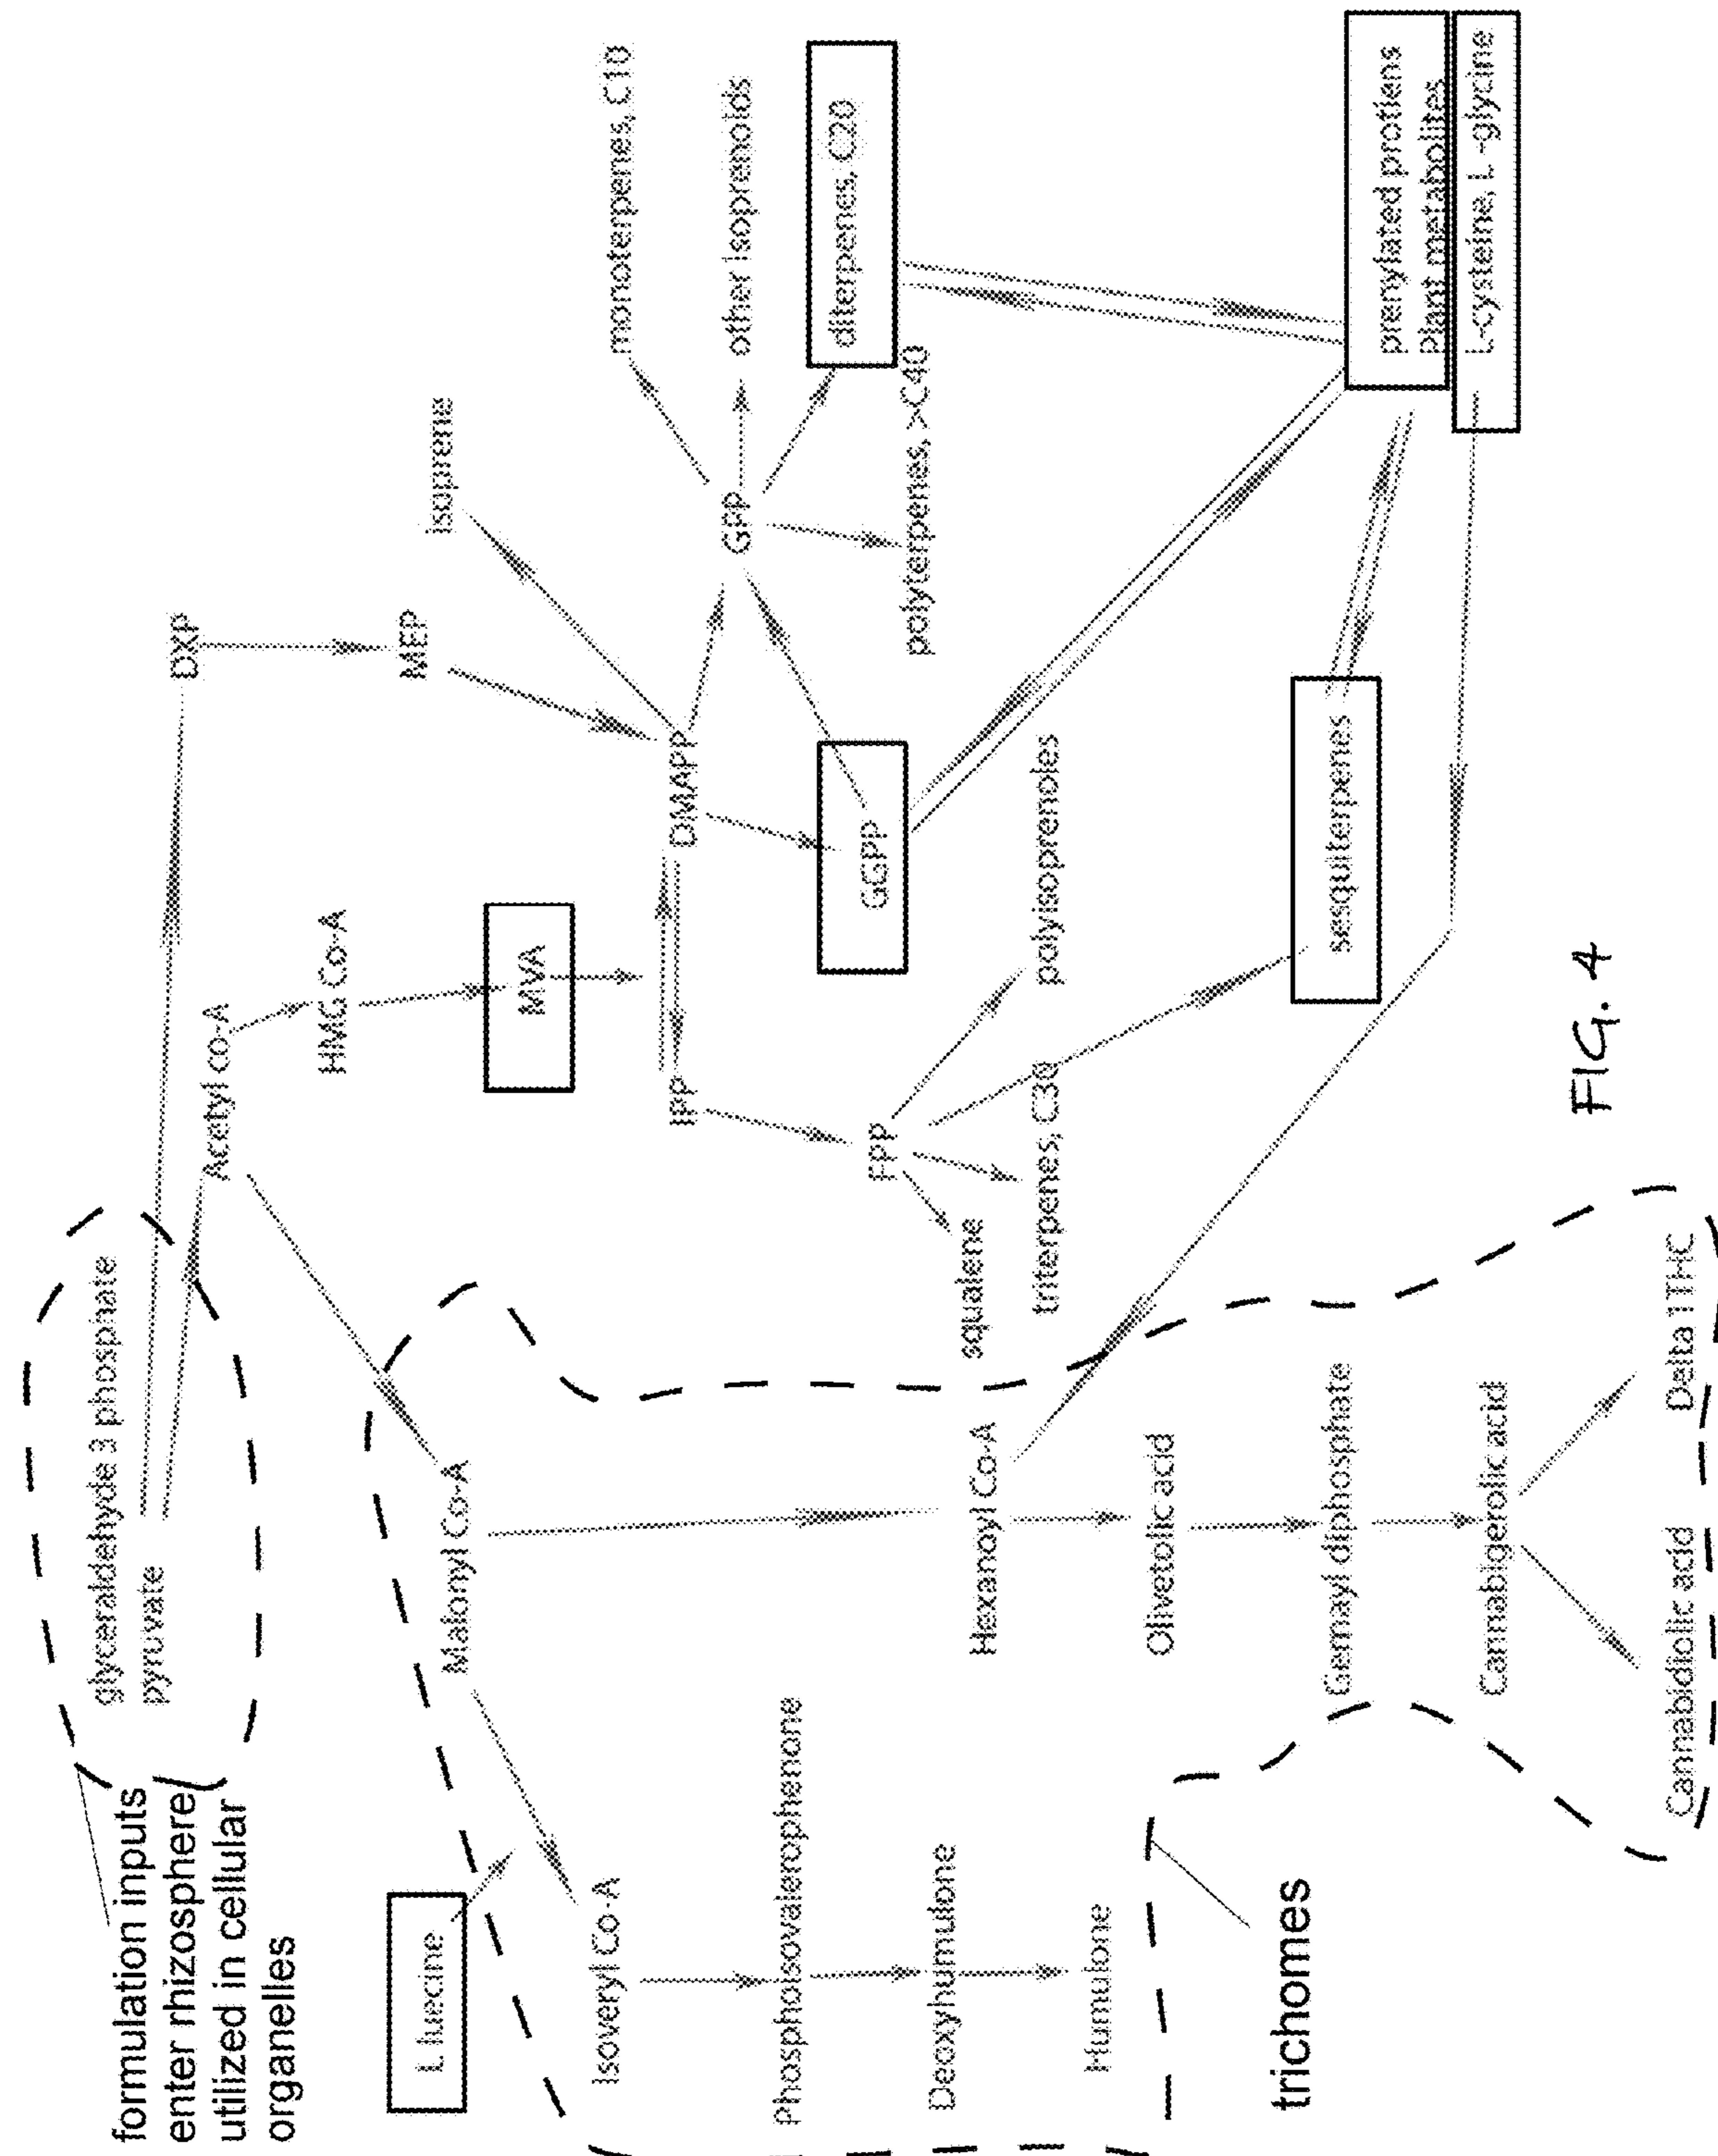 formulation inputs
enter rhizosphere/
utilized in cellular
organelles
glyceraldehyde 3 phosphate
pyruvate
DXP
Acetyl co-A
HMG Co-A
MEP
isoprene
L luecine
Malonyl Co-A
MVA
Isoveryl Co-A
IPP
DMAPP
GPP
monoterpenes, C10
other isoprenoids
diterpenes, C20
polyterpenes, >C40
Phosphoisovalerophenone
FPP
GGPP
Deoxyhumulone
squalene
Hexanoyl Co-A
triterpenes, C30
polyisoprenoles
Humulone
Olivetolic acid
sesquiterpenes
prenylated protiens
Plant metabolites
L-cysteine, L-glycine
trichomes
Gernayl diphosphate
Cannabigerolic acid
Cannabidiolic acid
Delta 1 THC
FIG. 4